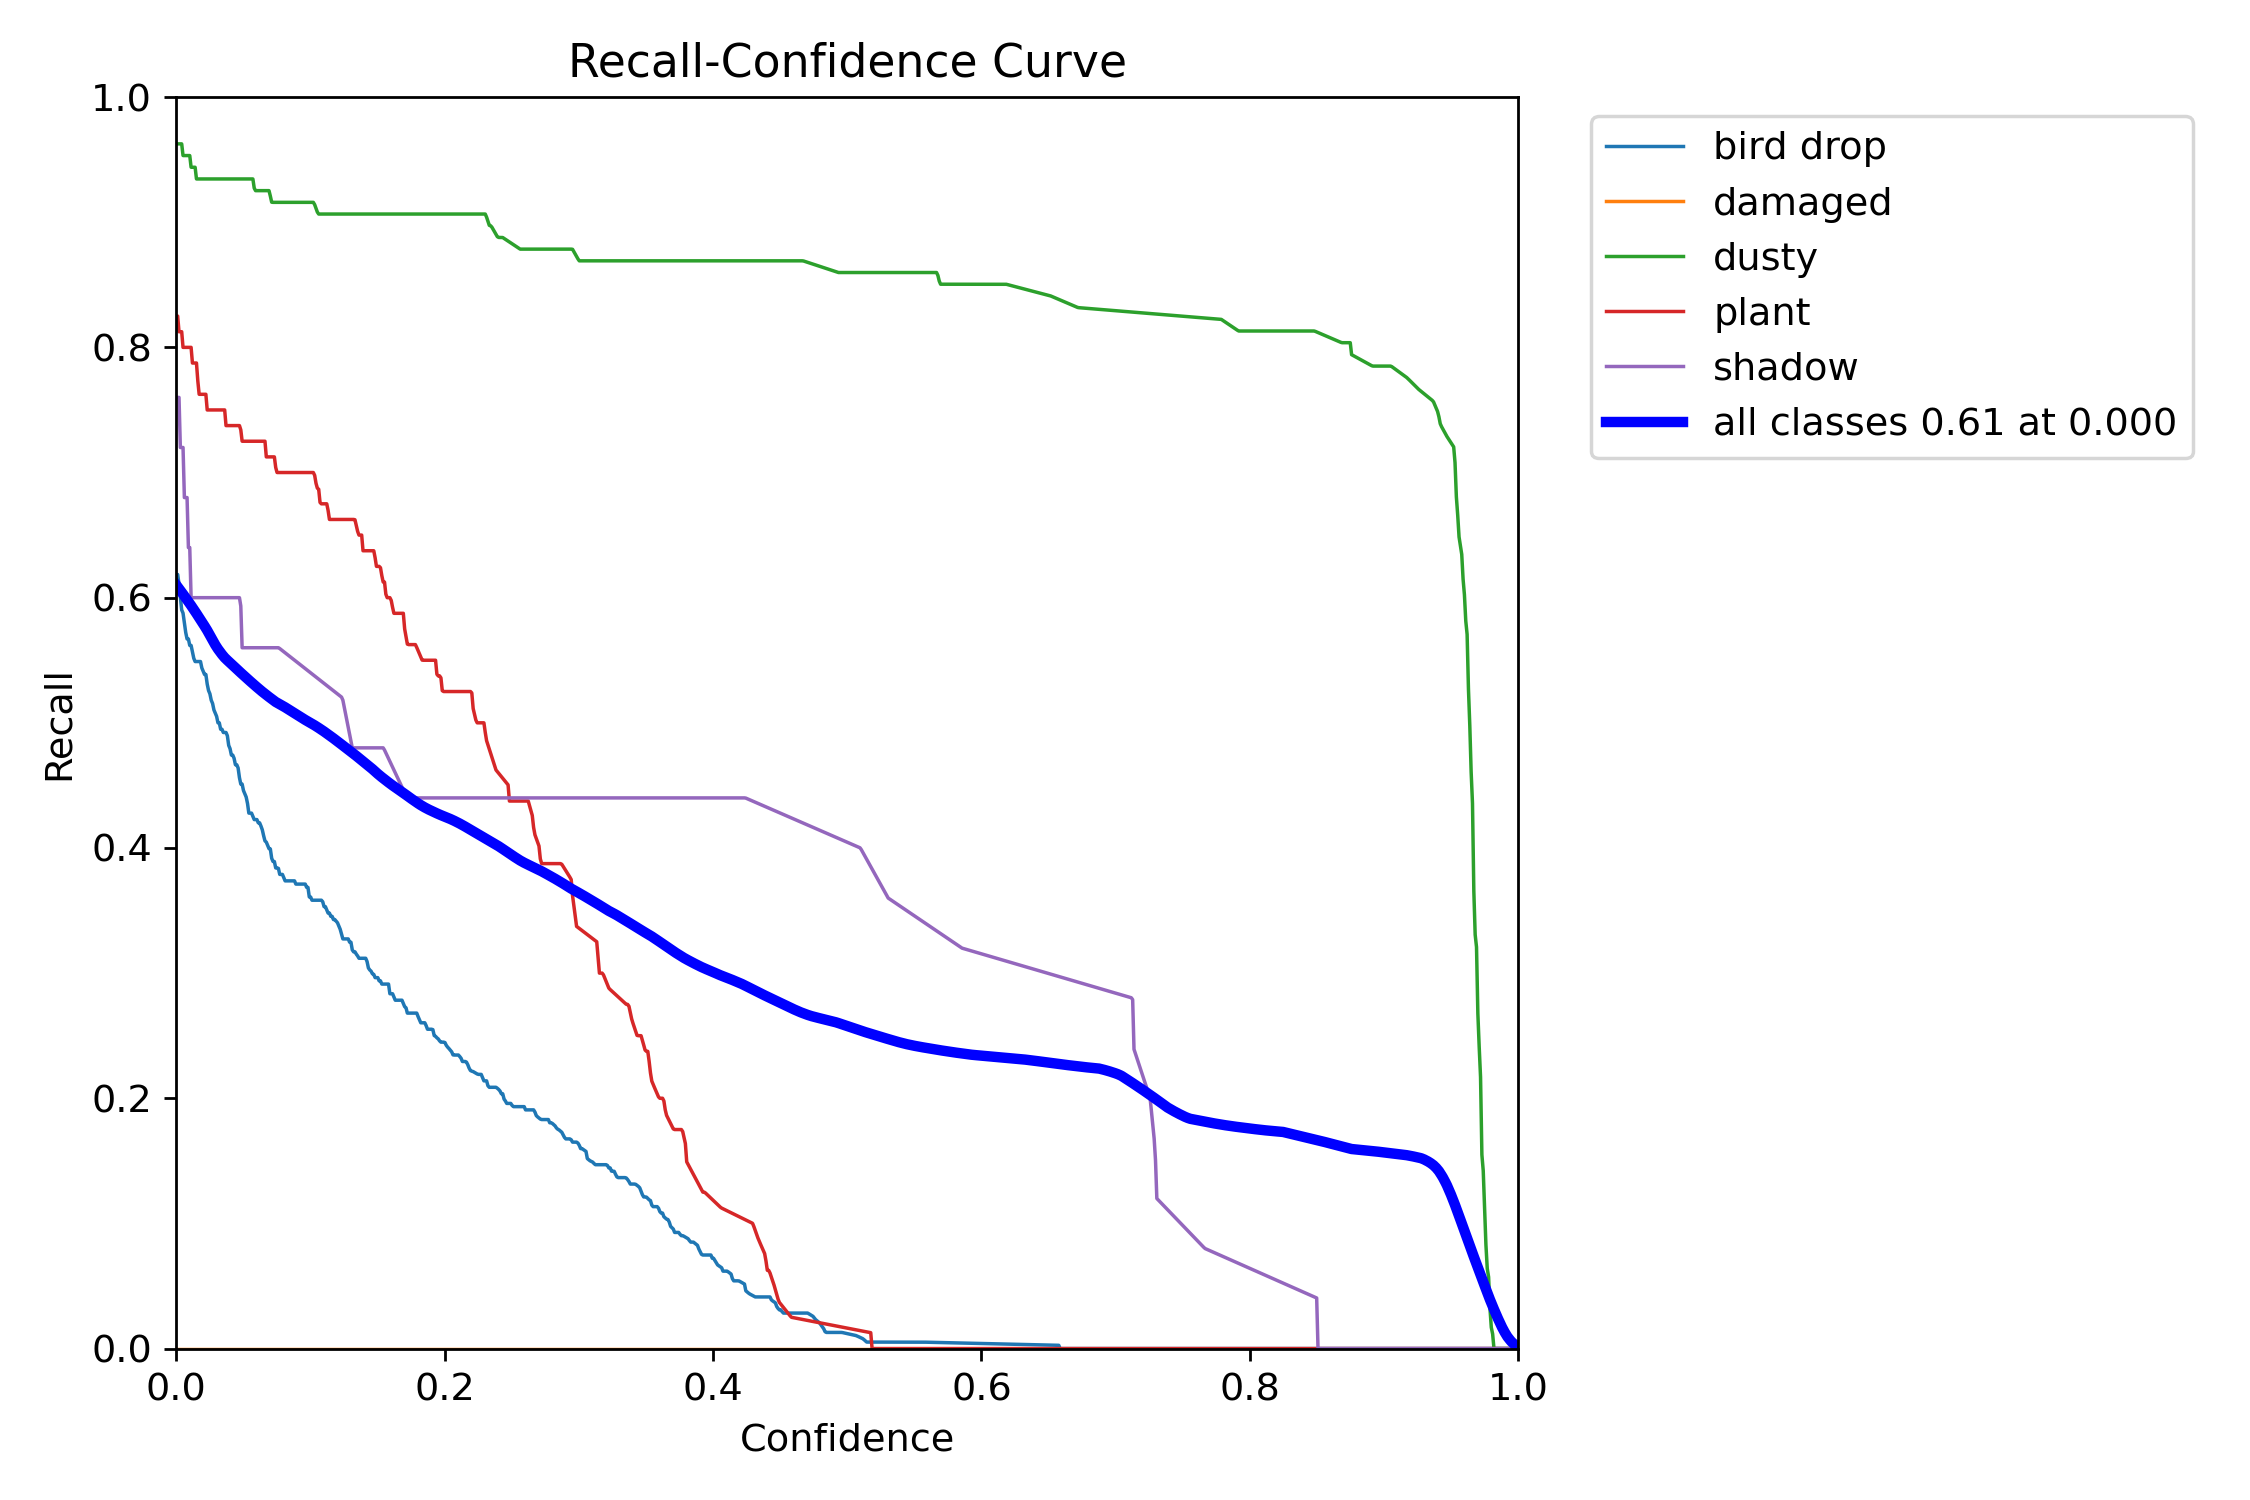 Recall-Confidence Curve
1.0
0.8
0.6
0.4
0.2
0.0
Recall
0.0 0.2 0.4 0.6 0.8 1.0
Confidence
bird drop
damaged
dusty
plant
shadow
all classes 0.61 at 0.000